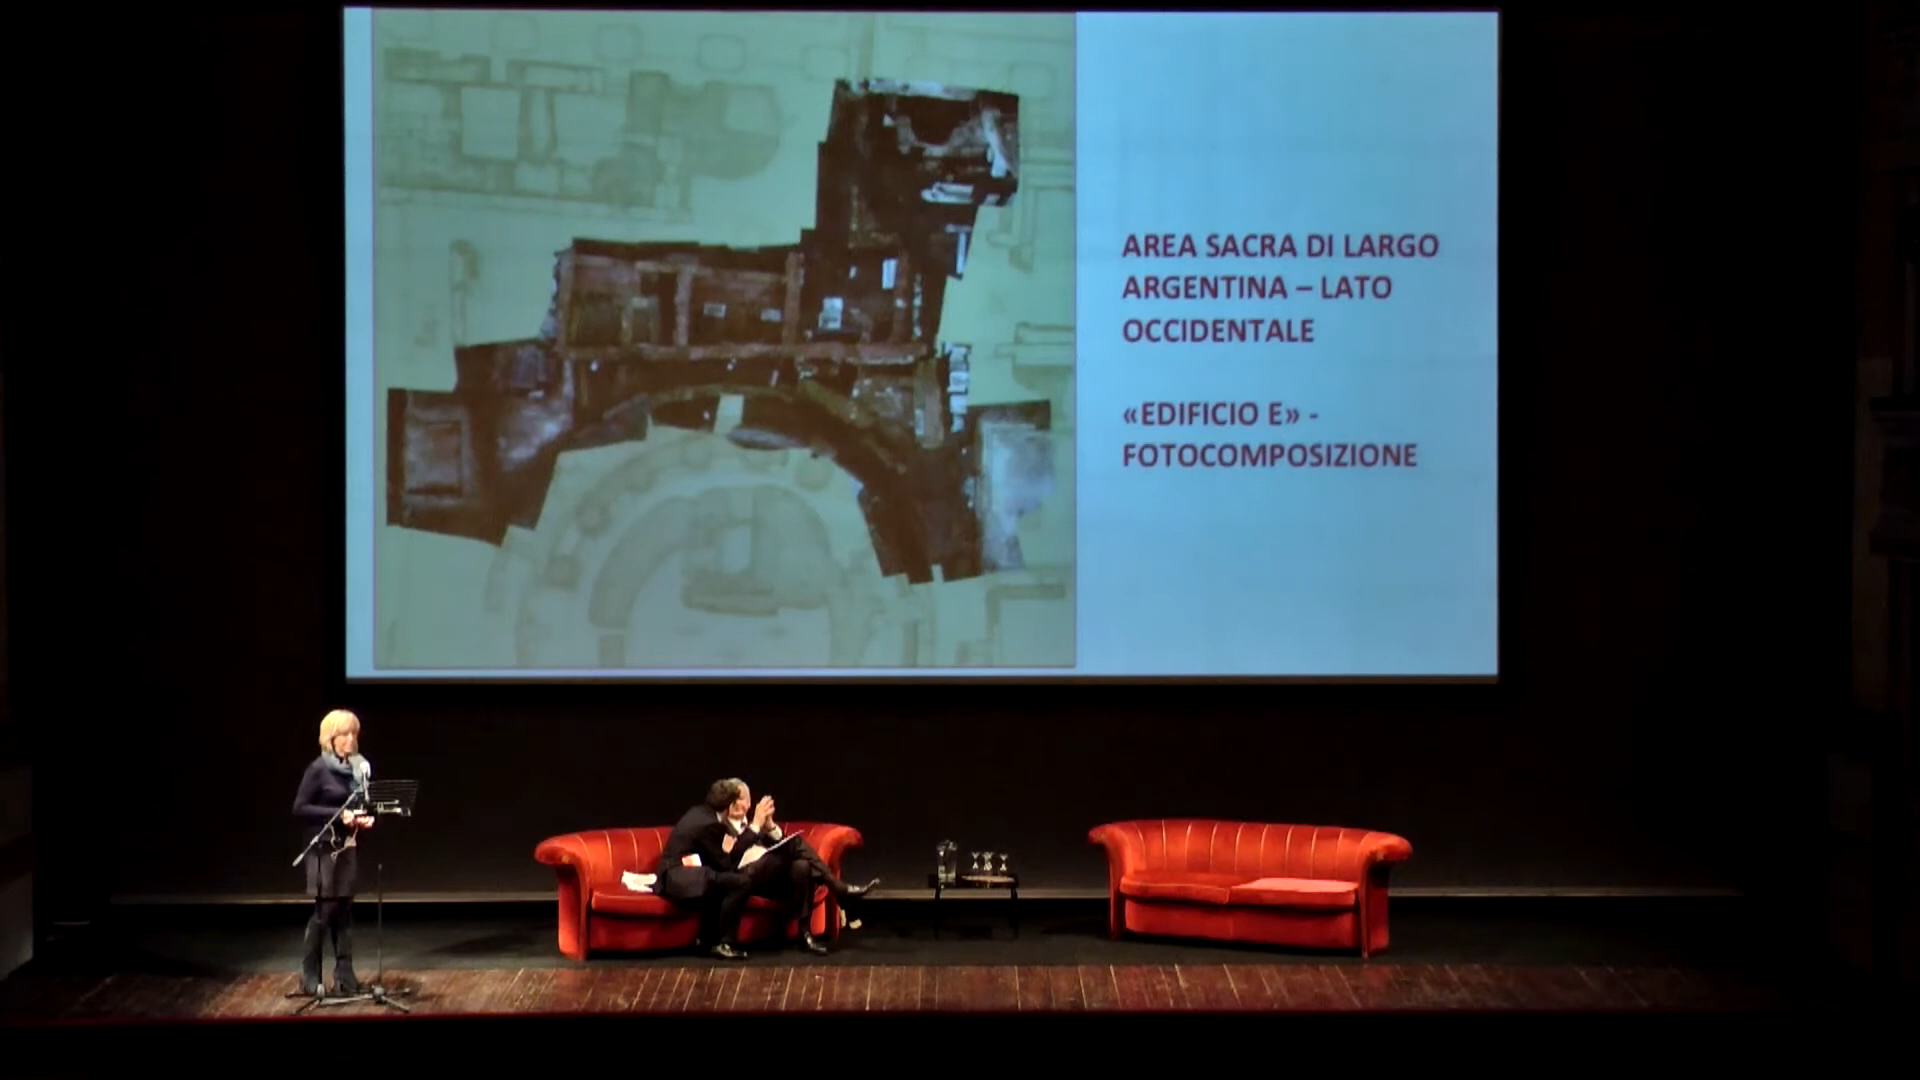 AREA SACRA DI LARGO
ARGENTINA – LATO
OCCIDENTALE
«EDIFICIO E» -
FOTOCOMPOSIZIONE